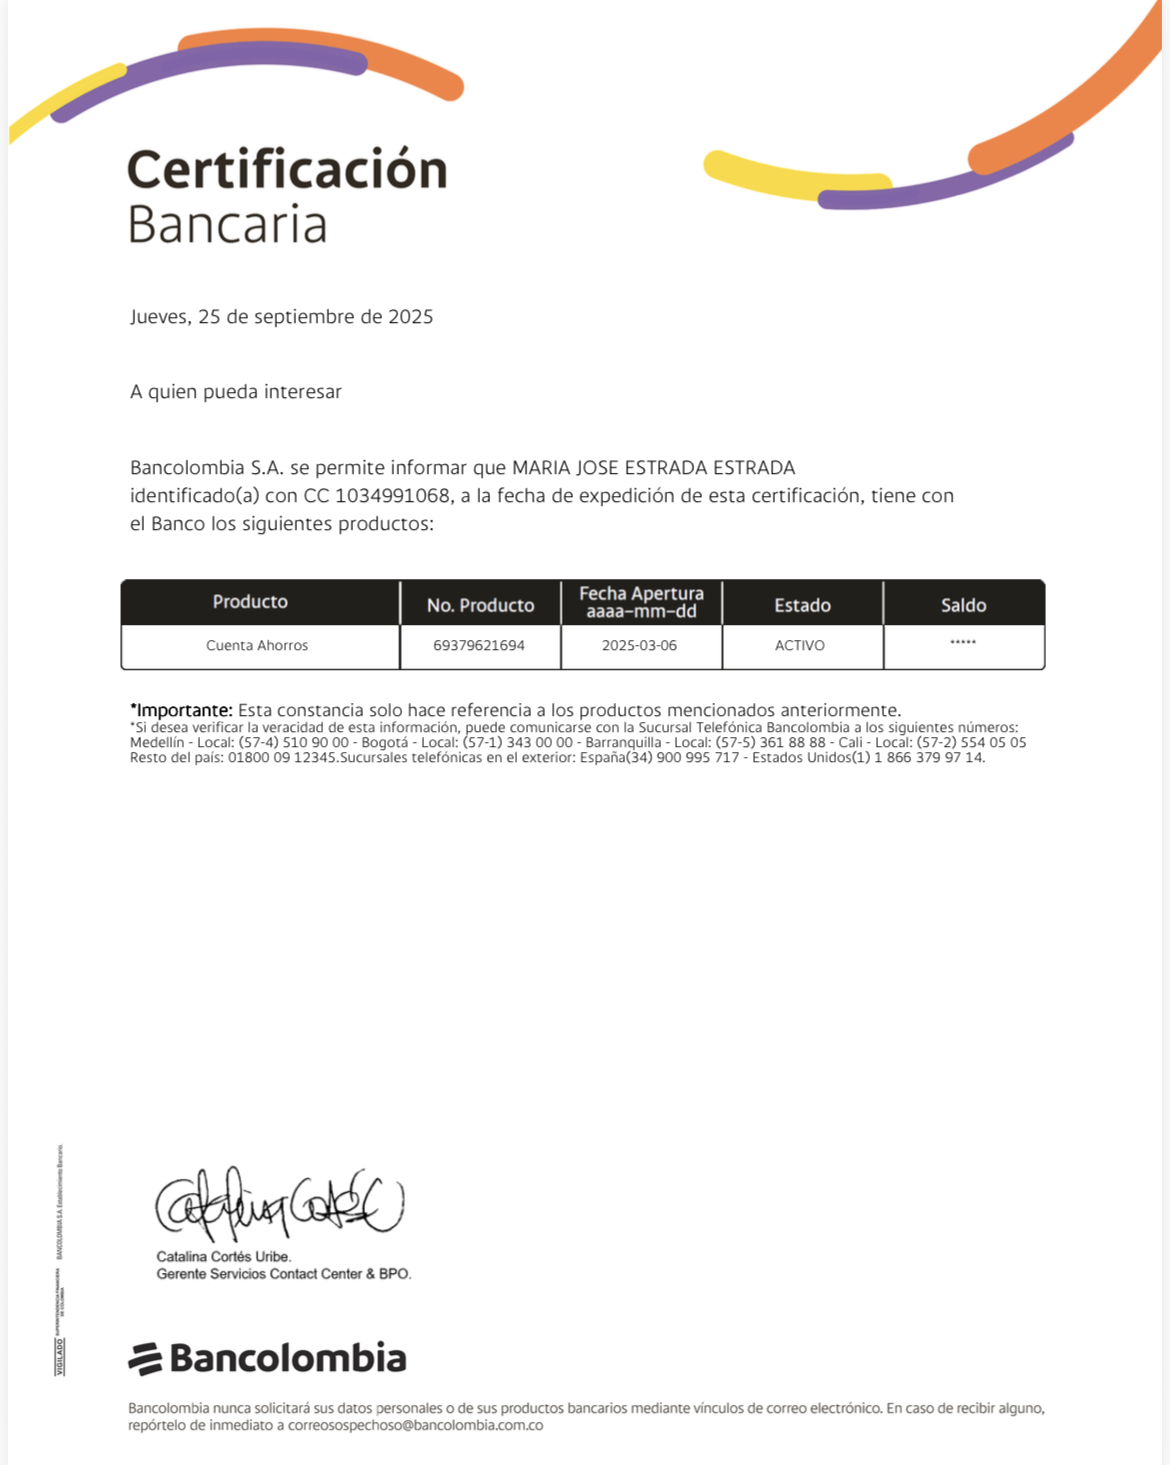 Certificación
Bancaria
Jueves, 25 de septiembre de 2025
A quien pueda interesar
Bancolombia S.A. se permite informar que MARIA JOSE ESTRADA ESTRADA
identificado(a) con CC 1034991068, a la fecha de expedición de esta certificación, tiene con
el Banco los siguientes productos:
Producto No. Producto Fecha Apertura aaaa–mm–dd Estado Saldo
Cuenta Ahorros 69379621694 2025-03-06 ACTIVO *****
*Importante: Esta constancia solo hace referencia a los productos mencionados anteriormente.
*Si desea verificar la veracidad de esta información, puede comunicarse con la Sucursal Telefónica Bancolombia a los siguientes números:
Medellín - Local: (57-4) 510 90 00 - Bogotá - Local: (57-1) 343 00 00 - Barranquilla - Local: (57-5) 361 88 88 - Cali - Local: (57-2) 554 05 05
Resto del país: 01800 09 12345.Sucursales telefónicas en el exterior: España(34) 900 995 717 - Estados Unidos(1) 1 866 379 97 14.
VIGILADO SUPERINTENDENCIA FINANCIERA DE COLOMBIA BANCOLOMBIA S.A. Establecimiento Bancario.
Catalina Cortés C
Catalina Cortés Uribe.
Gerente Servicios Contact Center & BPO.
Bancolombia
Bancolombia nunca solicitará sus datos personales o de sus productos bancarios mediante vínculos de correo electrónico. En caso de recibir alguno,
repórtelo de inmediato a correosospechoso@bancolombia.com.co